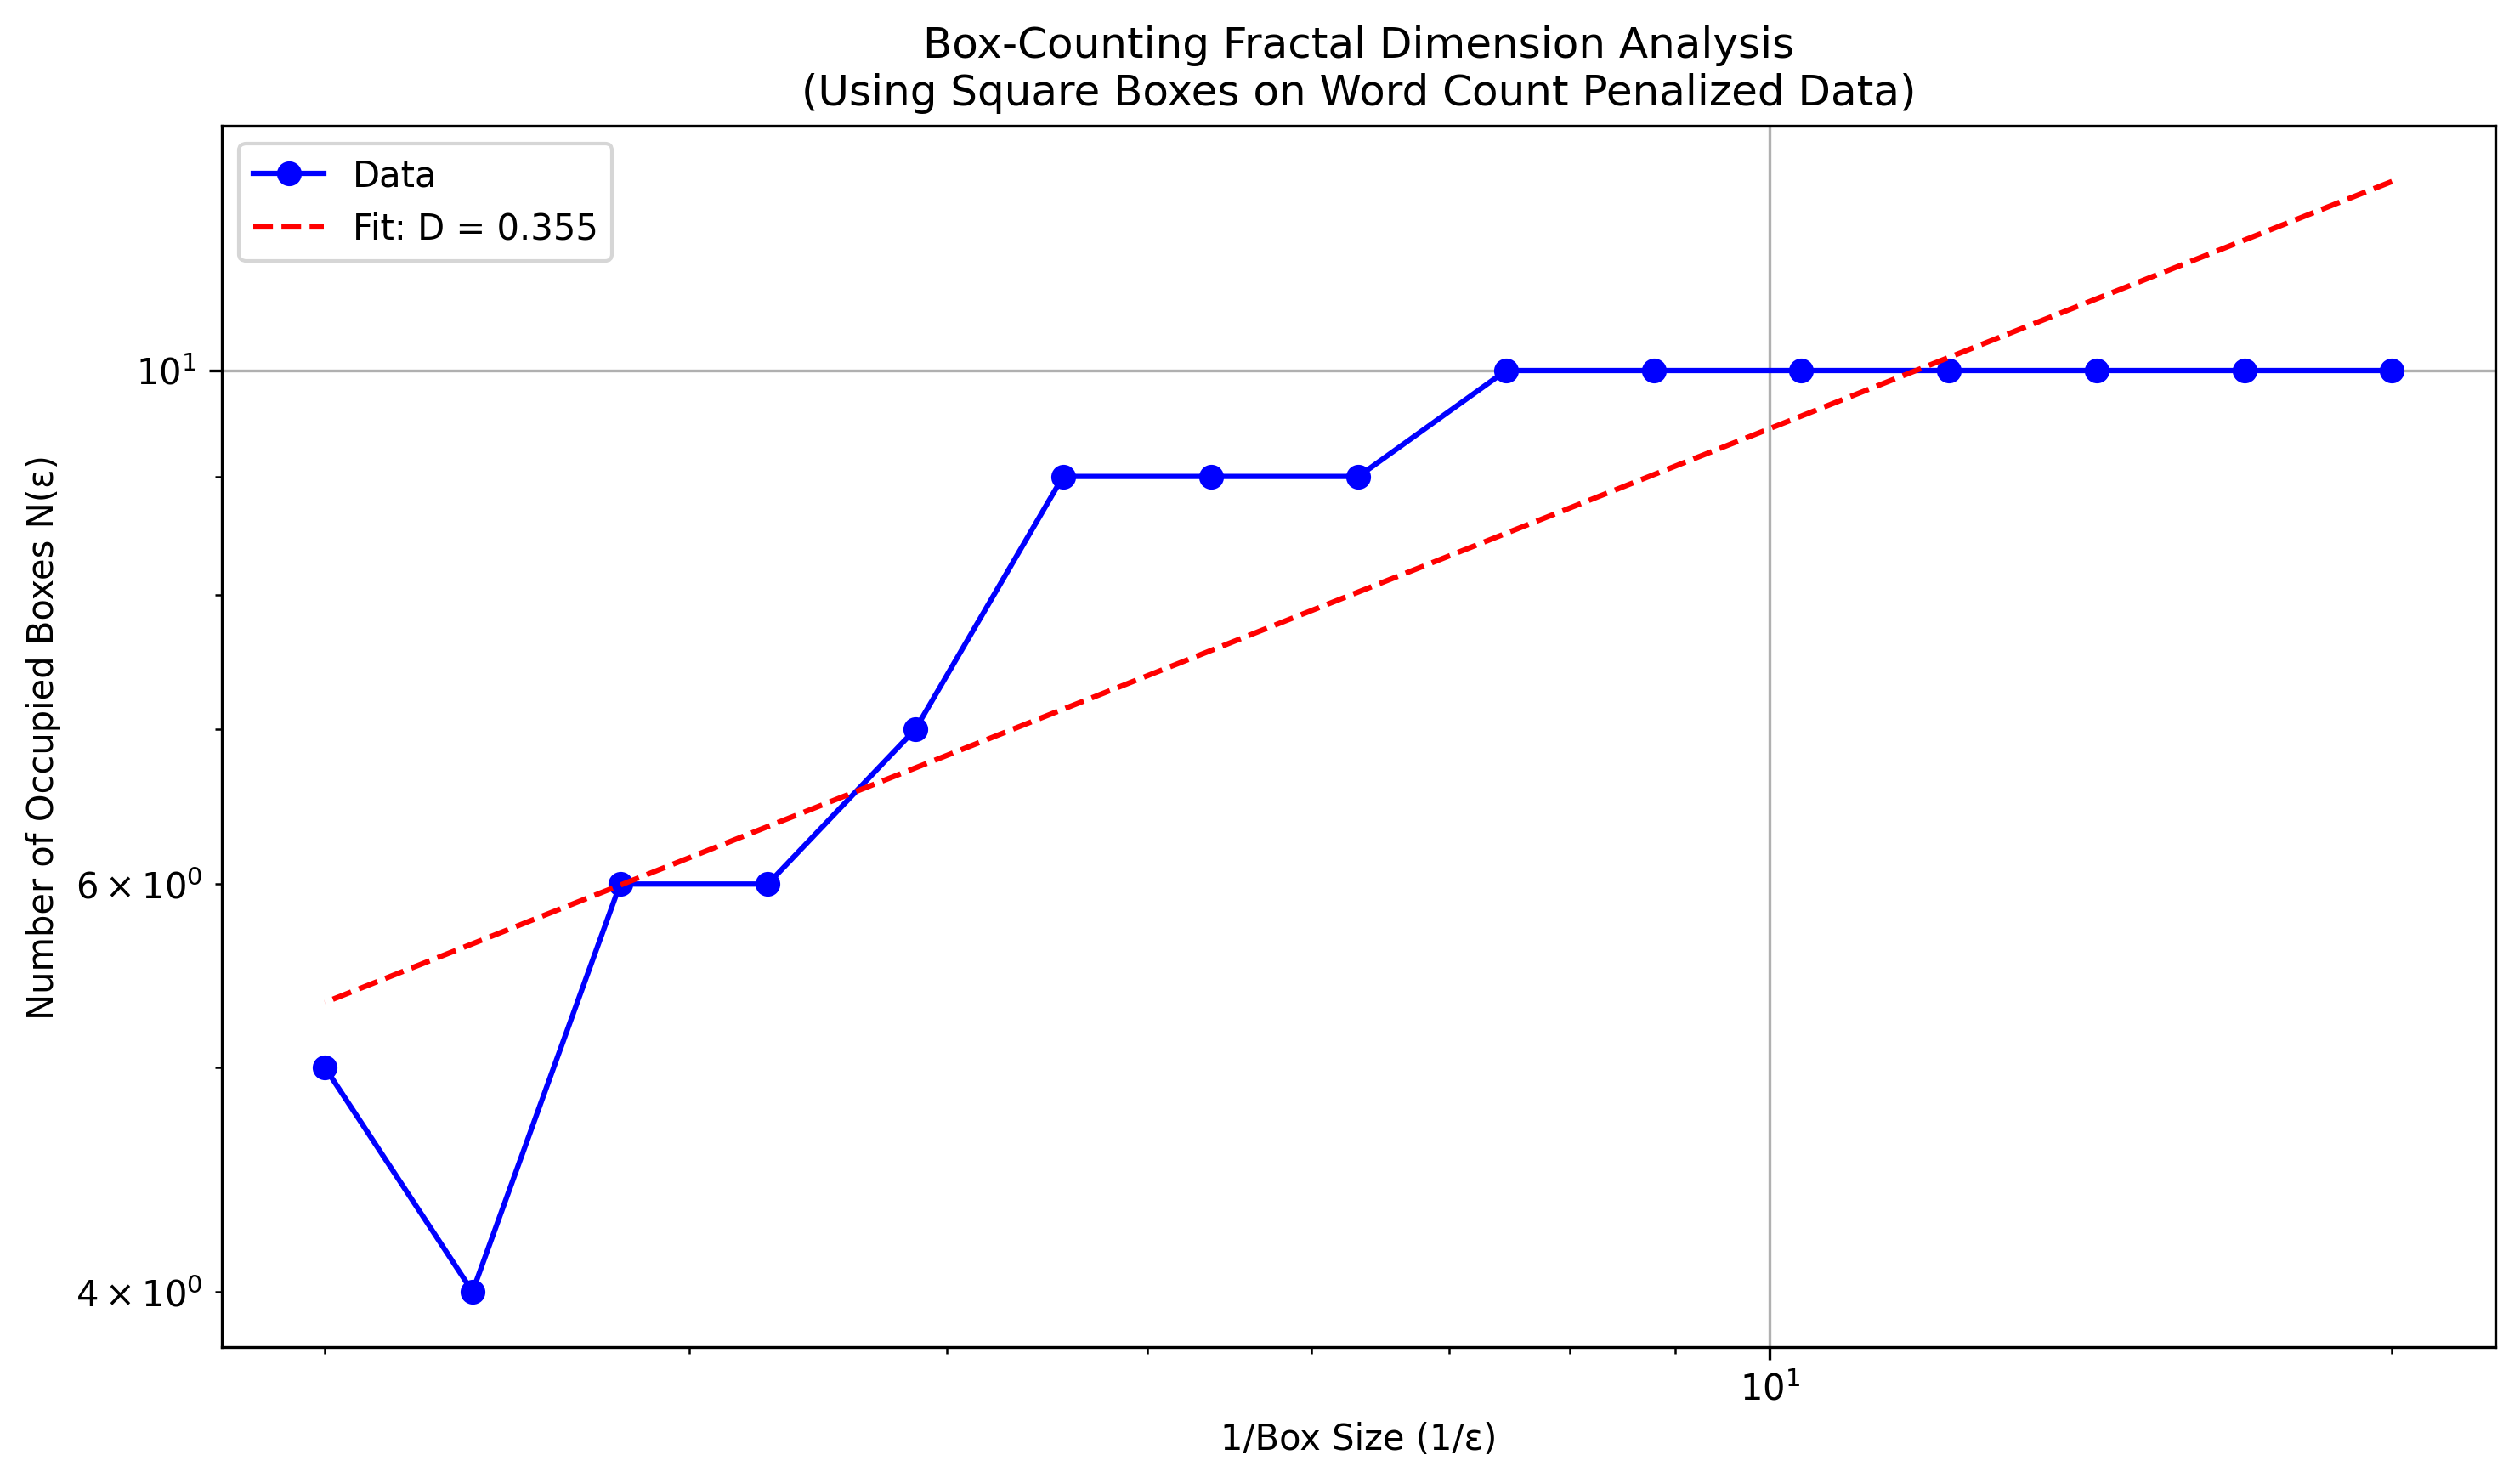 Box-Counting Fractal Dimension Analysis
(Using Square Boxes on Word Count Penalized Data)
Data
Fit: D = 0.355
10¹
6 × 10⁰
4 × 10⁰
Number of Occupied Boxes N(ε)
10¹
1/Box Size (1/ε)